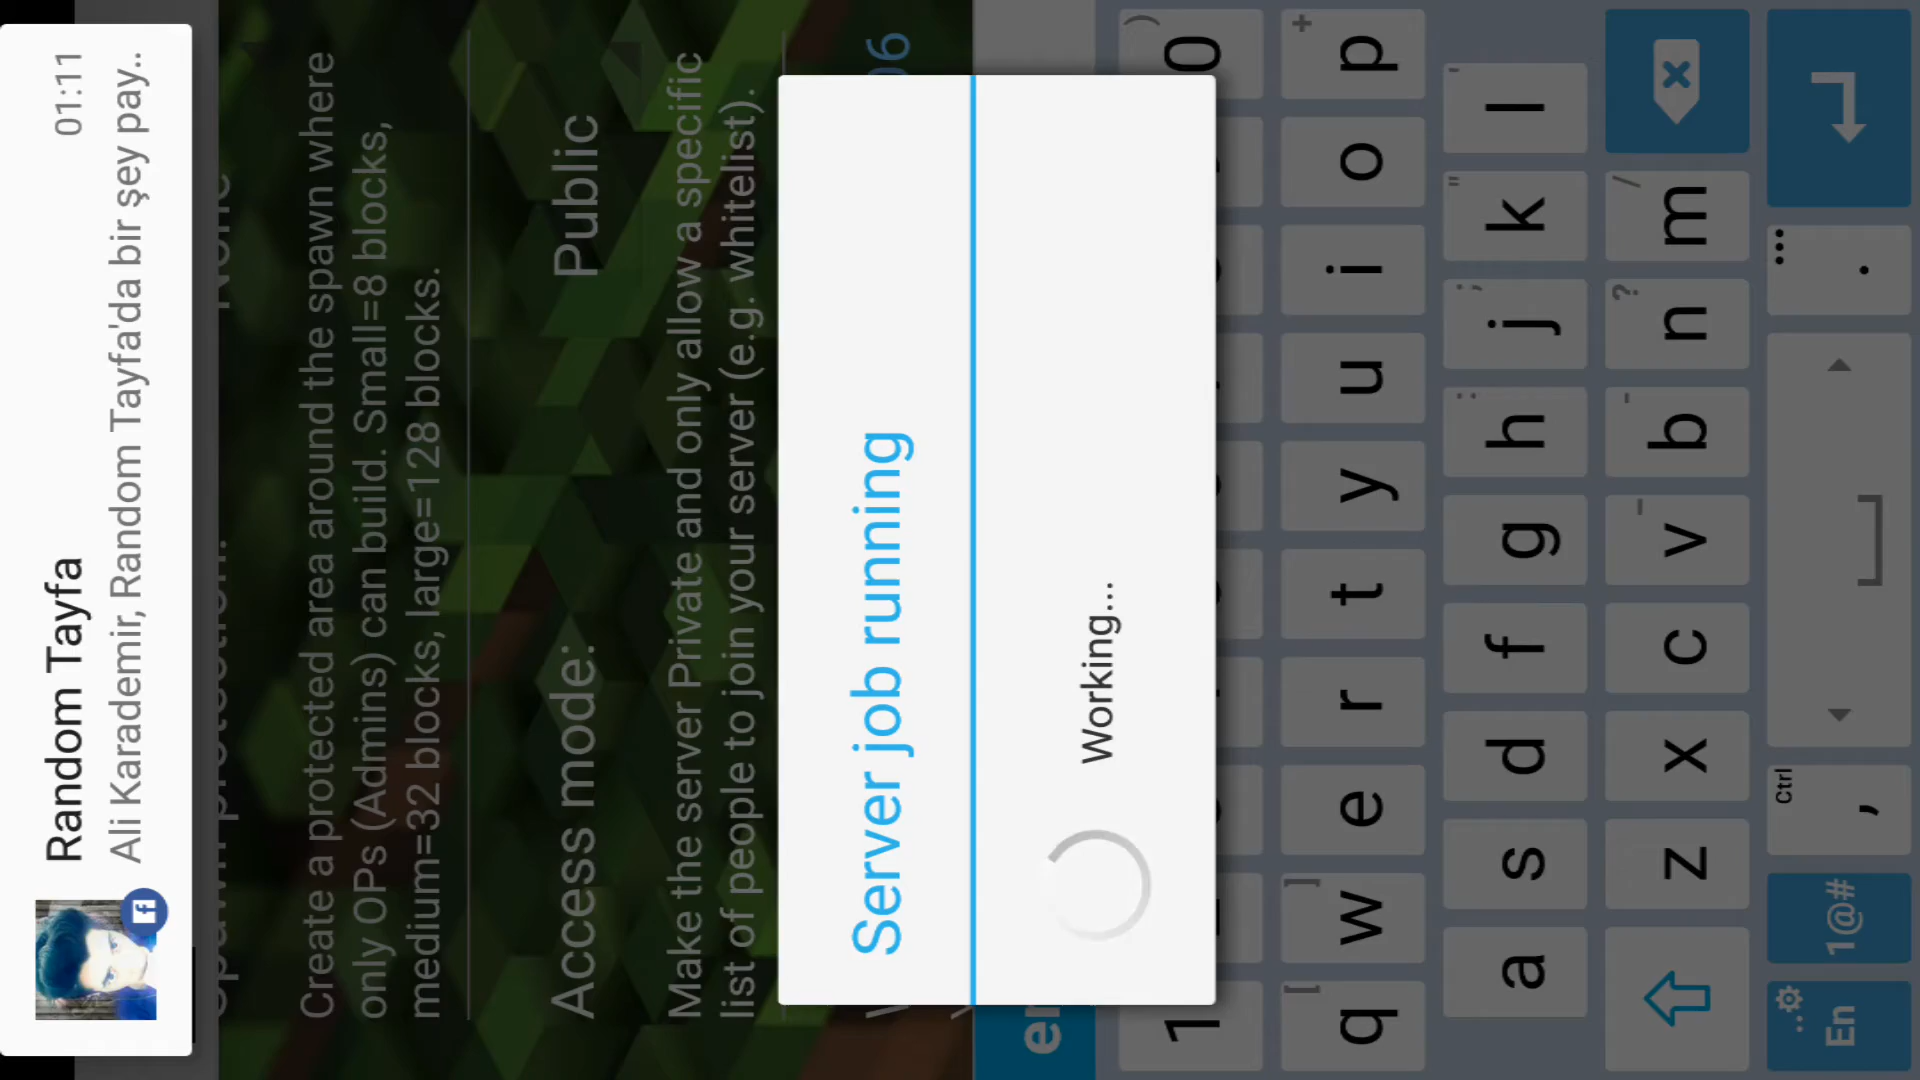 Random Tayfa
01:11
Ali Karademir, Random Tayfa'da bir şey pay..
None
Create a protected area around the spawn where
only OPs (Admins) can build. Small=8 blocks,
medium=32 blocks, large=128 blocks.
Access mode:
Public
Make the server Private and only allow a specific
list of people to join your server (e.g. whitelist).
Server job running
Working...
1
0
[ ] +
q w e r t y u i o p
: ; " '
a s d f g h j k l
_ - ? /
z x c v b n m
En
1@#
Ctrl
,
.